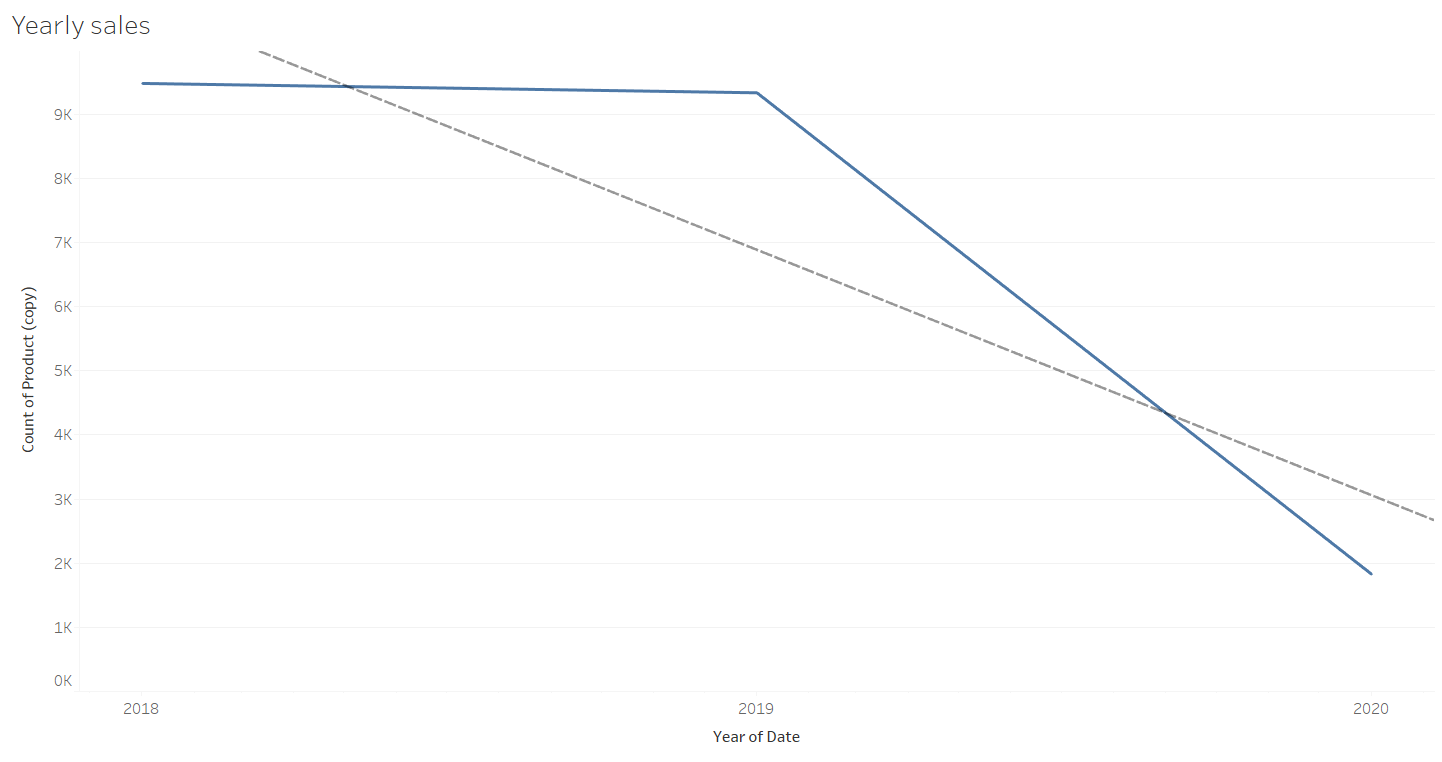 Yearly sales
9K
8K
7K
6K
5K
4K
3K
2K
1K
0K
Count of Product (copy)
2018 2019 2020
Year of Date